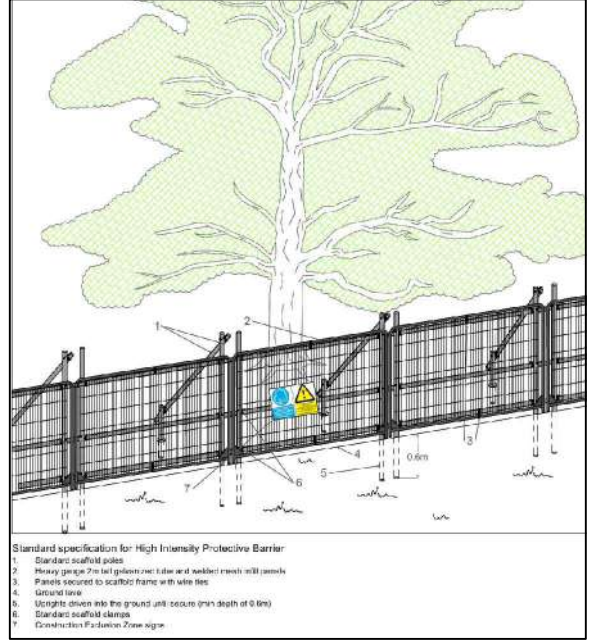 1
2
0.6m
3
4
5
6
7
Standard specification for High Intensity Protective Barrier
1. Standard scaffold poles
2. Heavy gauge 2m tall galvanized tube and welded mesh infill panels
3. Panels secured to scaffold frame with wire ties
4. Ground level
5. Uprights driven into the ground until secure (min depth of 0.6m)
6. Standard scaffold clamps
7 Construction Exclusion Zone signs